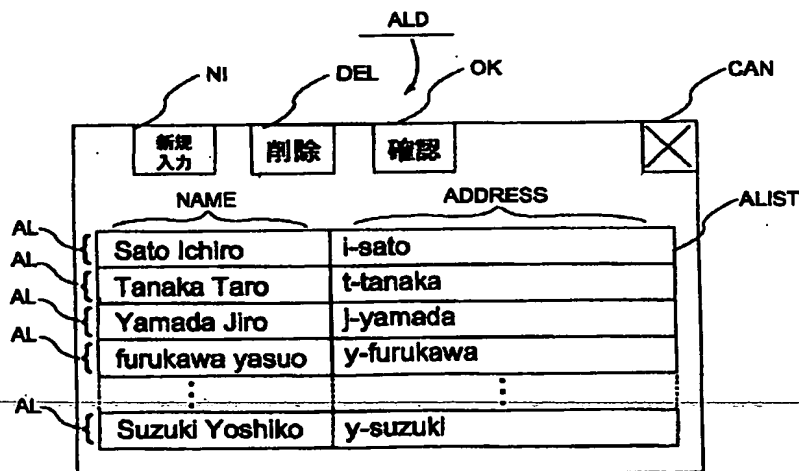 ALD
NI DEL OK CAN
新規
入力
削除 確認
NAME ADDRESS
ALIST
AL Sato Ichiro i-sato
AL Tanaka Taro t-tanaka
AL Yamada Jiro j-yamada
AL furukawa yasuo y-furukawa
AL Suzuki Yoshiko y-suzuki